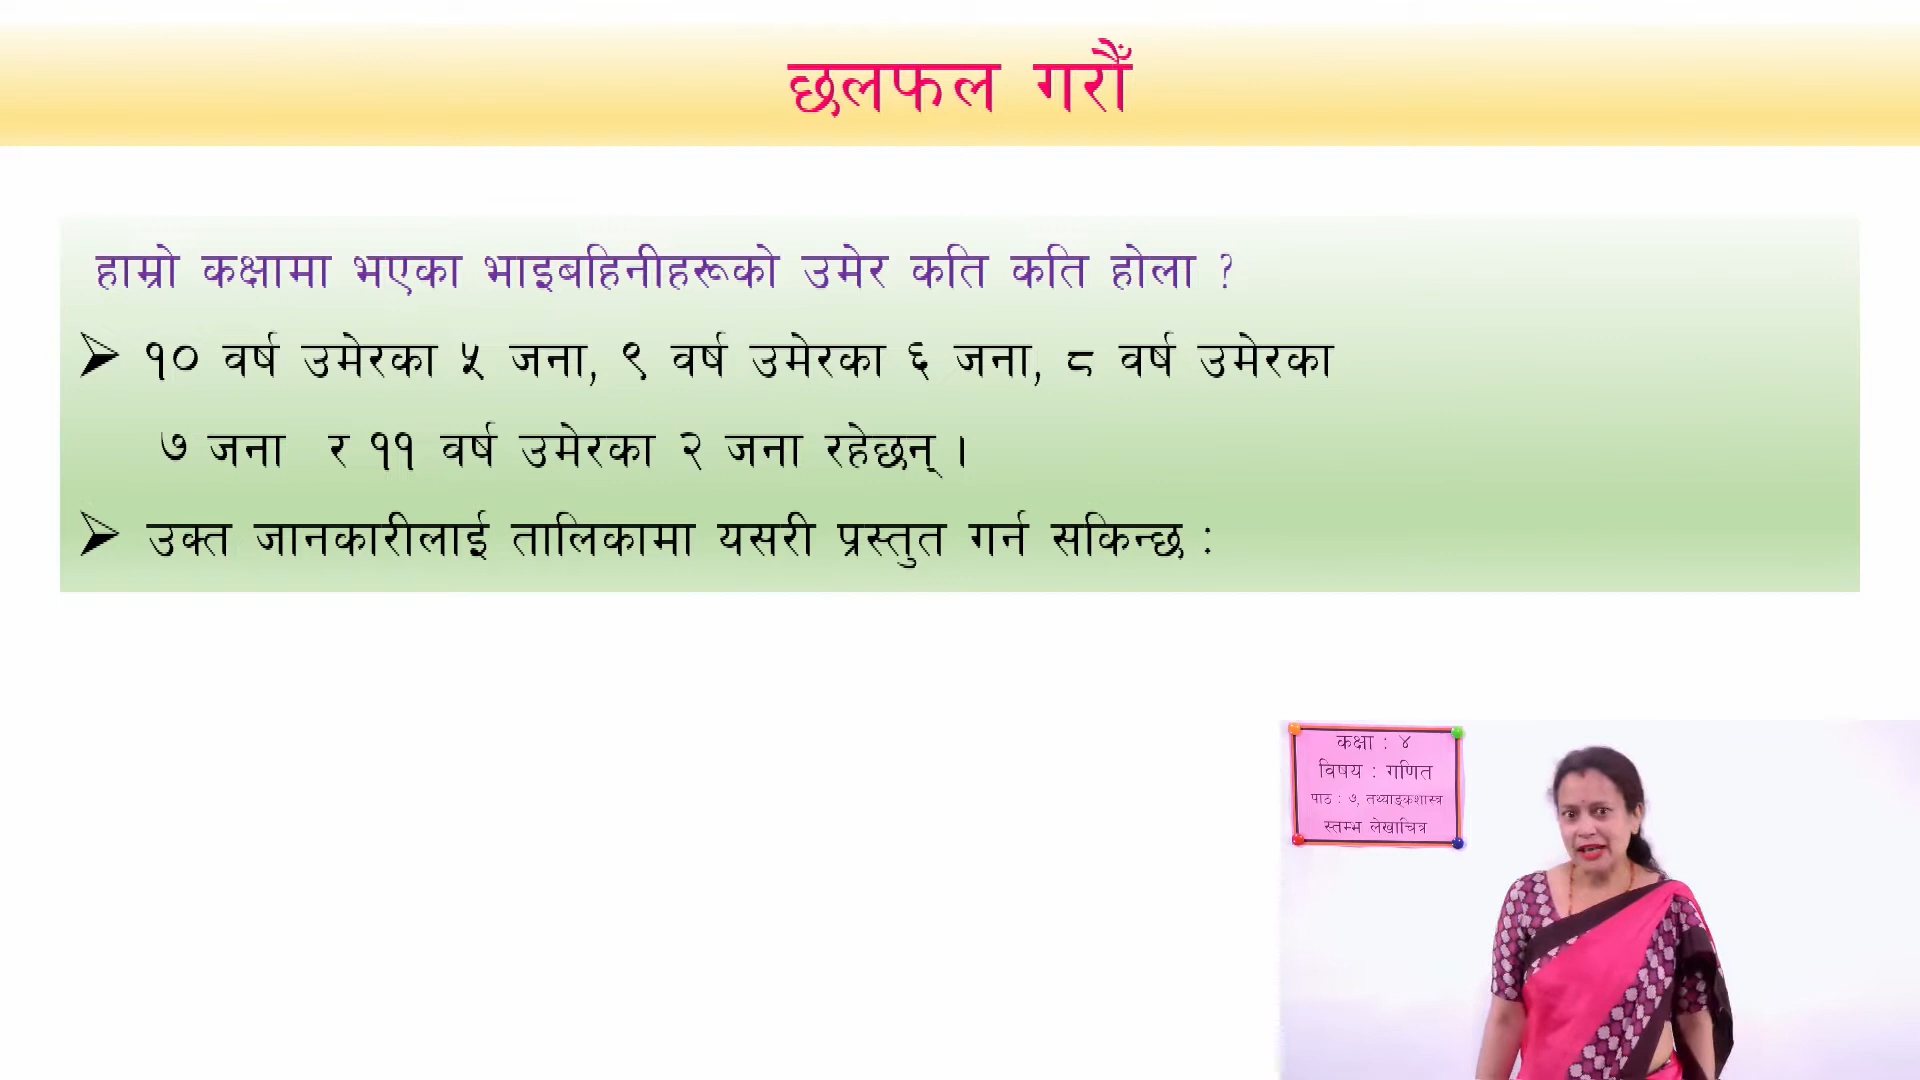 छलफल गरौँ
हाम्रो कक्षामा भएका भाइबहिनीहरूको उमेर कति कति होला ?
➢ १० वर्ष उमेरका ५ जना, ९ वर्ष उमेरका ६ जना, ८ वर्ष उमेरका
७ जना र ११ वर्ष उमेरका २ जना रहेछन् ।
➢ उक्त जानकारीलाई तालिकामा यसरी प्रस्तुत गर्न सकिन्छ :
कक्षा : ४
विषय : गणित
पाठ : ७, तथ्याङ्कशास्त्र
स्तम्भ लेखाचित्र